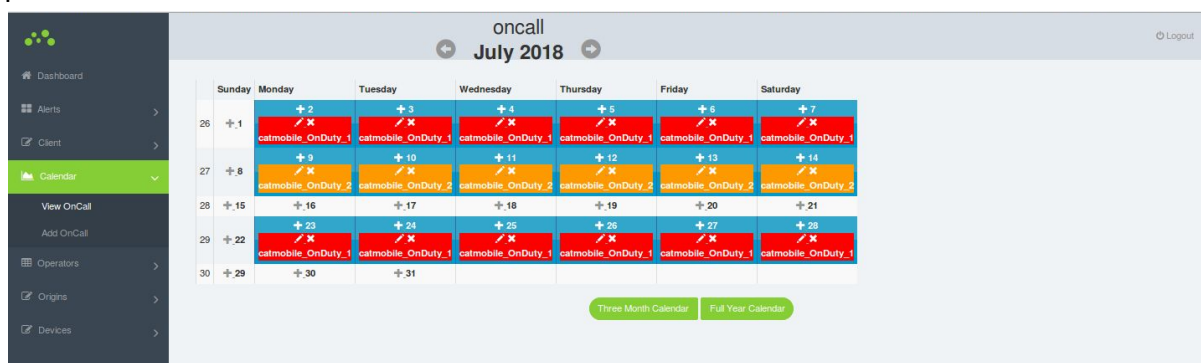 oncall
July 2018
Logout
Dashboard
Alerts
Client
Calendar
View OnCall
Add OnCall
Operators
Origins
Devices
Sunday Monday Tuesday Wednesday Thursday Friday Saturday
26 1 2 3 4 5 6 7
catmobile_OnDuty_1 catmobile_OnDuty_1 catmobile_OnDuty_1 catmobile_OnDuty_1 catmobile_OnDuty_1 catmobile_OnDuty_1
27 8 9 10 11 12 13 14
catmobile_OnDuty_2 catmobile_OnDuty_2 catmobile_OnDuty_2 catmobile_OnDuty_2 catmobile_OnDuty_2 catmobile_OnDuty_2
28 15 16 17 18 19 20 21
29 22 23 24 25 26 27 28
catmobile_OnDuty_1 catmobile_OnDuty_1 catmobile_OnDuty_1 catmobile_OnDuty_1 catmobile_OnDuty_1 catmobile_OnDuty_1
30 29 30 31
Three Month Calendar Full Year Calendar